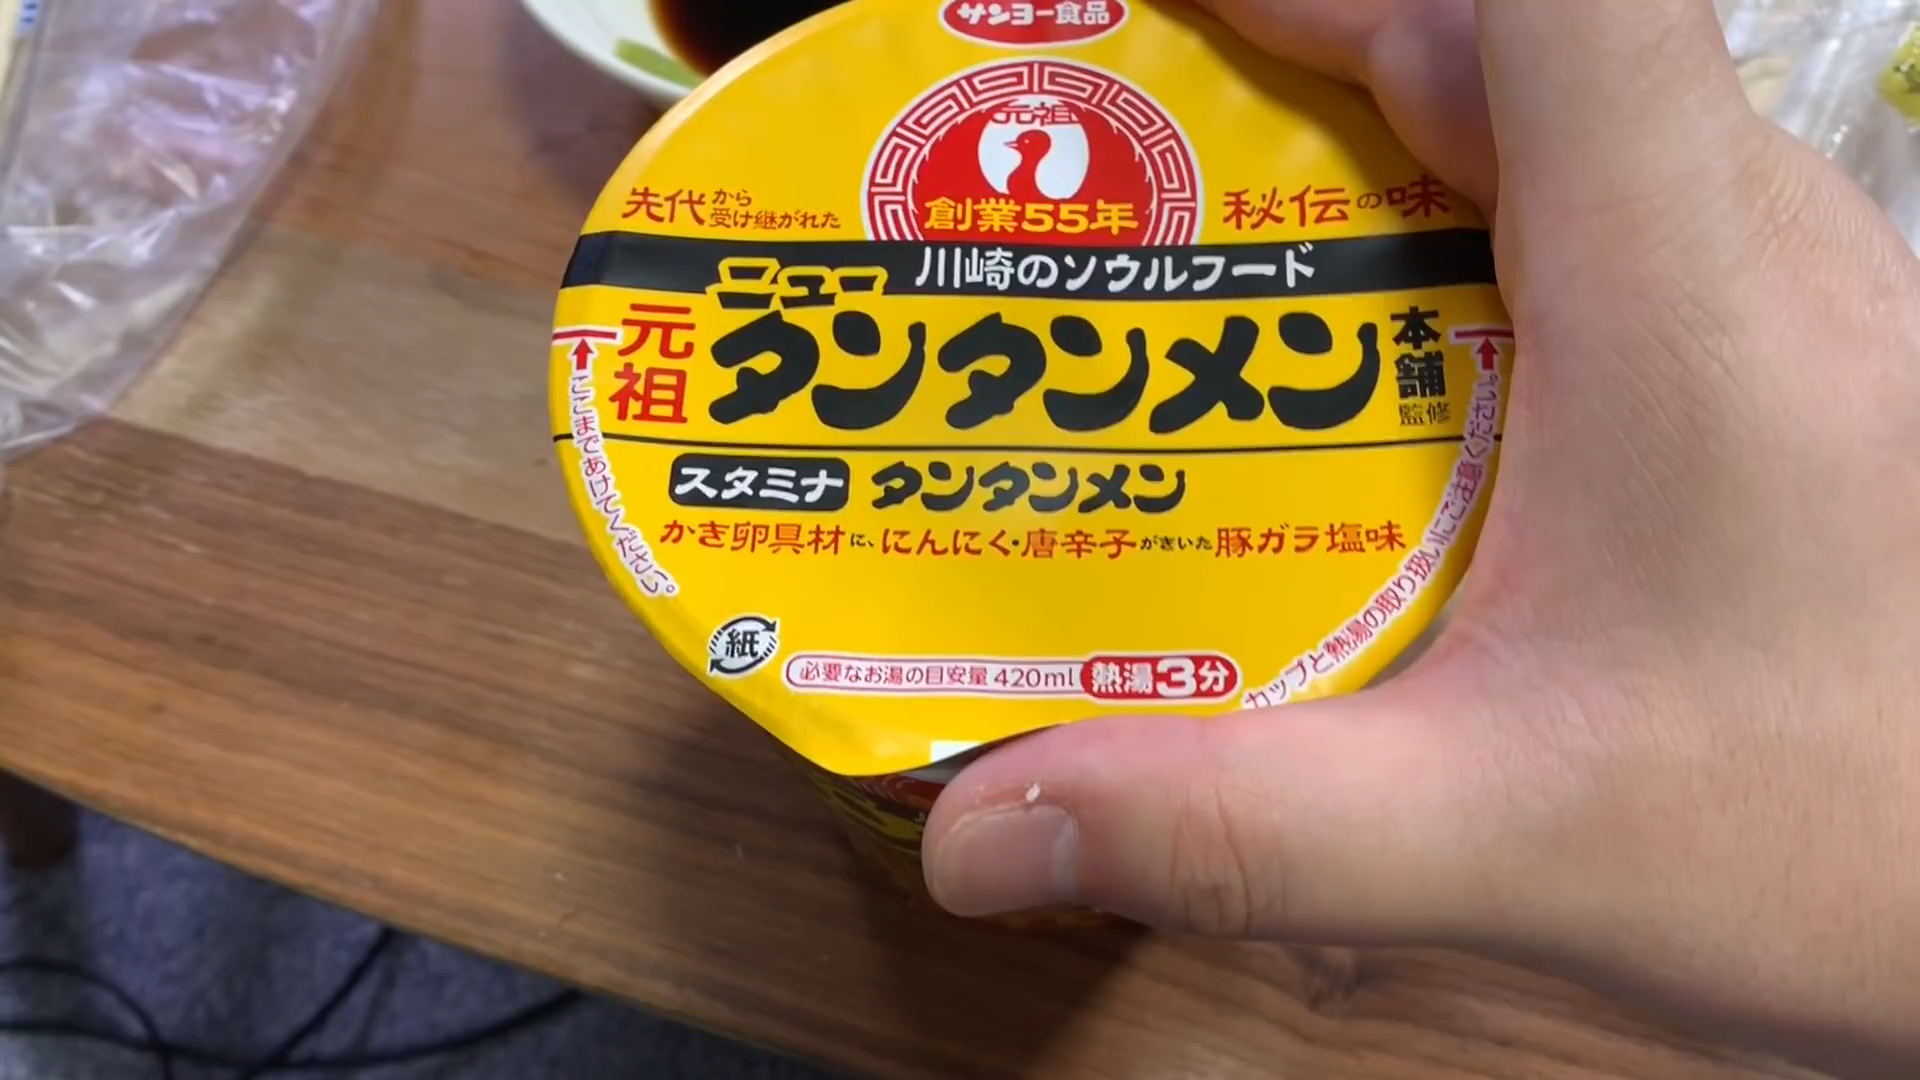 サンヨー食品
元祖
創業55年
先代から受け継がれた
秘伝の味
川崎のソウルフード
元祖
ニュー
タンタンメン
本舗
監修
スタミナ タンタンメン
かき卵具材に、にんにく・唐辛子がきいた豚ガラ塩味
ここまであけてください。
カップと熱湯の取り扱いにご注意ください。
紙
必要なお湯の目安量 420ml 熱湯3分